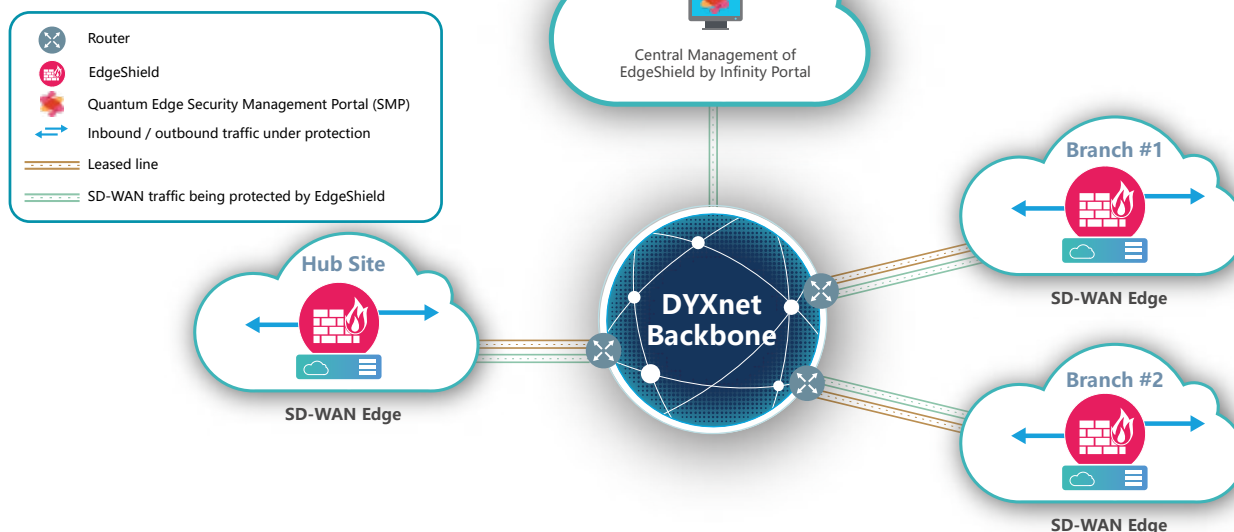 Router
EdgeShield
Quantum Edge Security Management Portal (SMP)
Inbound / outbound traffic under protection
Leased line
SD-WAN traffic being protected by EdgeShield
Central Management of
EdgeShield by Infinity Portal
Hub Site
SD-WAN Edge
DYXnet
Backbone
Branch #1
SD-WAN Edge
Branch #2
SD-WAN Edge